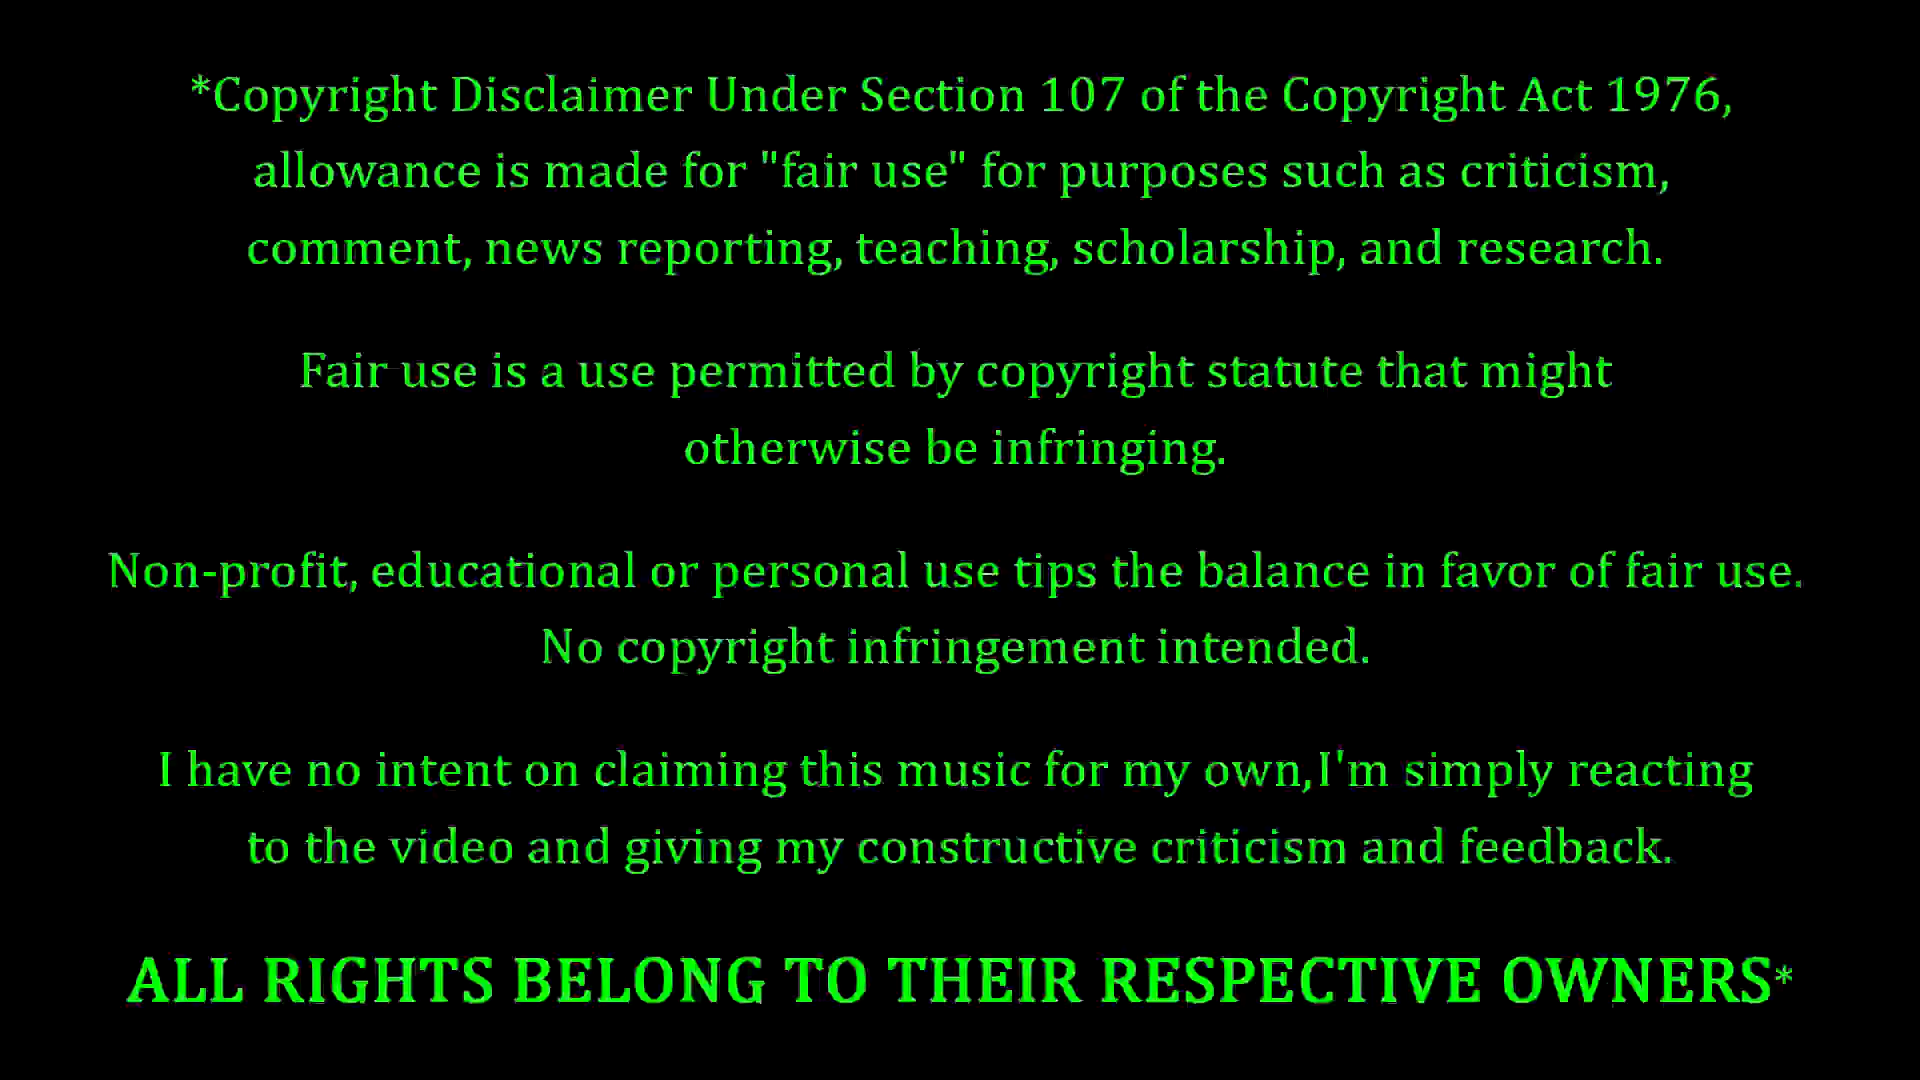 *Copyright Disclaimer Under Section 107 of the Copyright Act 1976,
allowance is made for "fair use" for purposes such as criticism,
comment, news reporting, teaching, scholarship, and research.
Fair use is a use permitted by copyright statute that might
otherwise be infringing.
Non-profit, educational or personal use tips the balance in favor of fair use.
No copyright infringement intended.
I have no intent on claiming this music for my own,I'm simply reacting
to the video and giving my constructive criticism and feedback.
ALL RIGHTS BELONG TO THEIR RESPECTIVE OWNERS*